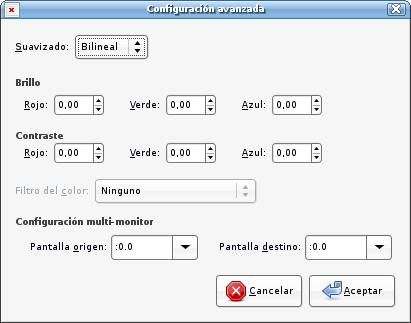 Configuración avanzada
Suavizado: Bilineal
Brillo
Rojo: 0,00 Verde: 0,00 Azul: 0,00
Contraste
Rojo: 0,00 Verde: 0,00 Azul: 0,00
Filtro del color: Ninguno
Configuración multi-monitor
Pantalla origen: :0.0 Pantalla destino: :0.0
Cancelar Aceptar